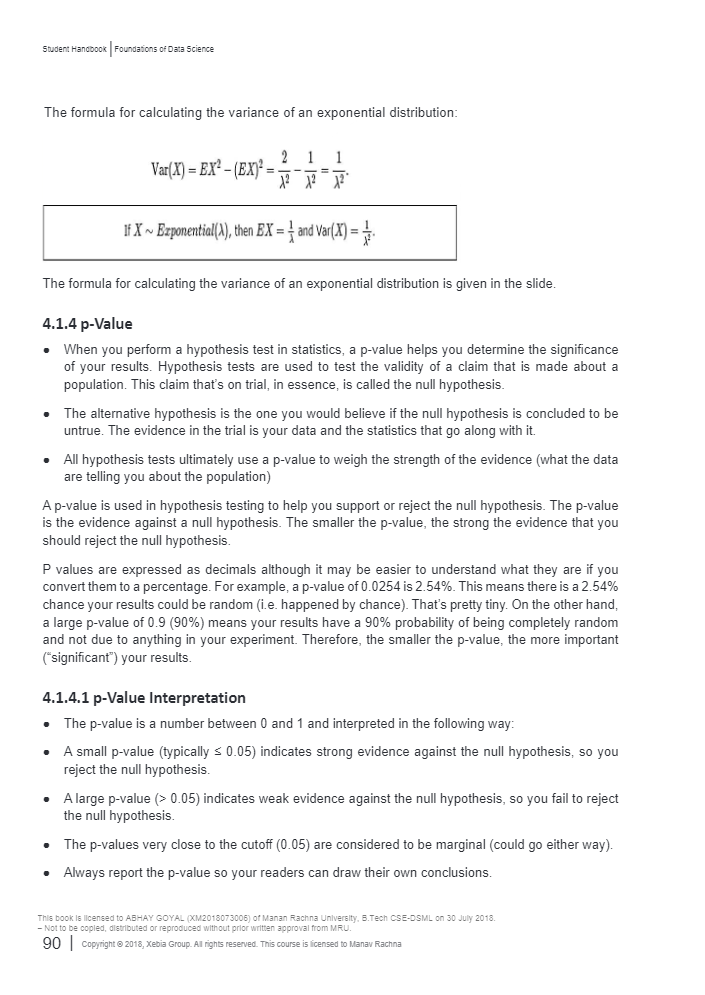 Student Handbook | Foundations of Data Science
The formula for calculating the variance of an exponential distribution:
Var(X) = EX² – (EX)² = 2/λ² – 1/λ² = 1/λ².
If X ~ Exponential(λ), then EX = 1/λ and Var(X) = 1/λ².
The formula for calculating the variance of an exponential distribution is given in the slide.
4.1.4 p-Value
• When you perform a hypothesis test in statistics, a p-value helps you determine the significance
of your results. Hypothesis tests are used to test the validity of a claim that is made about a
population. This claim that's on trial, in essence, is called the null hypothesis.
• The alternative hypothesis is the one you would believe if the null hypothesis is concluded to be
untrue. The evidence in the trial is your data and the statistics that go along with it.
• All hypothesis tests ultimately use a p-value to weigh the strength of the evidence (what the data
are telling you about the population)
A p-value is used in hypothesis testing to help you support or reject the null hypothesis. The p-value
is the evidence against a null hypothesis. The smaller the p-value, the strong the evidence that you
should reject the null hypothesis.
P values are expressed as decimals although it may be easier to understand what they are if you
convert them to a percentage. For example, a p-value of 0.0254 is 2.54%. This means there is a 2.54%
chance your results could be random (i.e. happened by chance). That's pretty tiny. On the other hand,
a large p-value of 0.9 (90%) means your results have a 90% probability of being completely random
and not due to anything in your experiment. Therefore, the smaller the p-value, the more important
("significant") your results.
4.1.4.1 p-Value Interpretation
• The p-value is a number between 0 and 1 and interpreted in the following way:
• A small p-value (typically ≤ 0.05) indicates strong evidence against the null hypothesis, so you
reject the null hypothesis.
• A large p-value (> 0.05) indicates weak evidence against the null hypothesis, so you fail to reject
the null hypothesis.
• The p-values very close to the cutoff (0.05) are considered to be marginal (could go either way).
• Always report the p-value so your readers can draw their own conclusions.
This book is licensed to ABHAY GOYAL (XM2018073006) of Manan Rachna University, B.Tech CSE-DSML on 30 July 2018.
– Not to be copied, distributed or reproduced without prior written approval from MRU.
90 | Copyright © 2018, Xebia Group. All rights reserved. This course is licensed to Manav Rachna